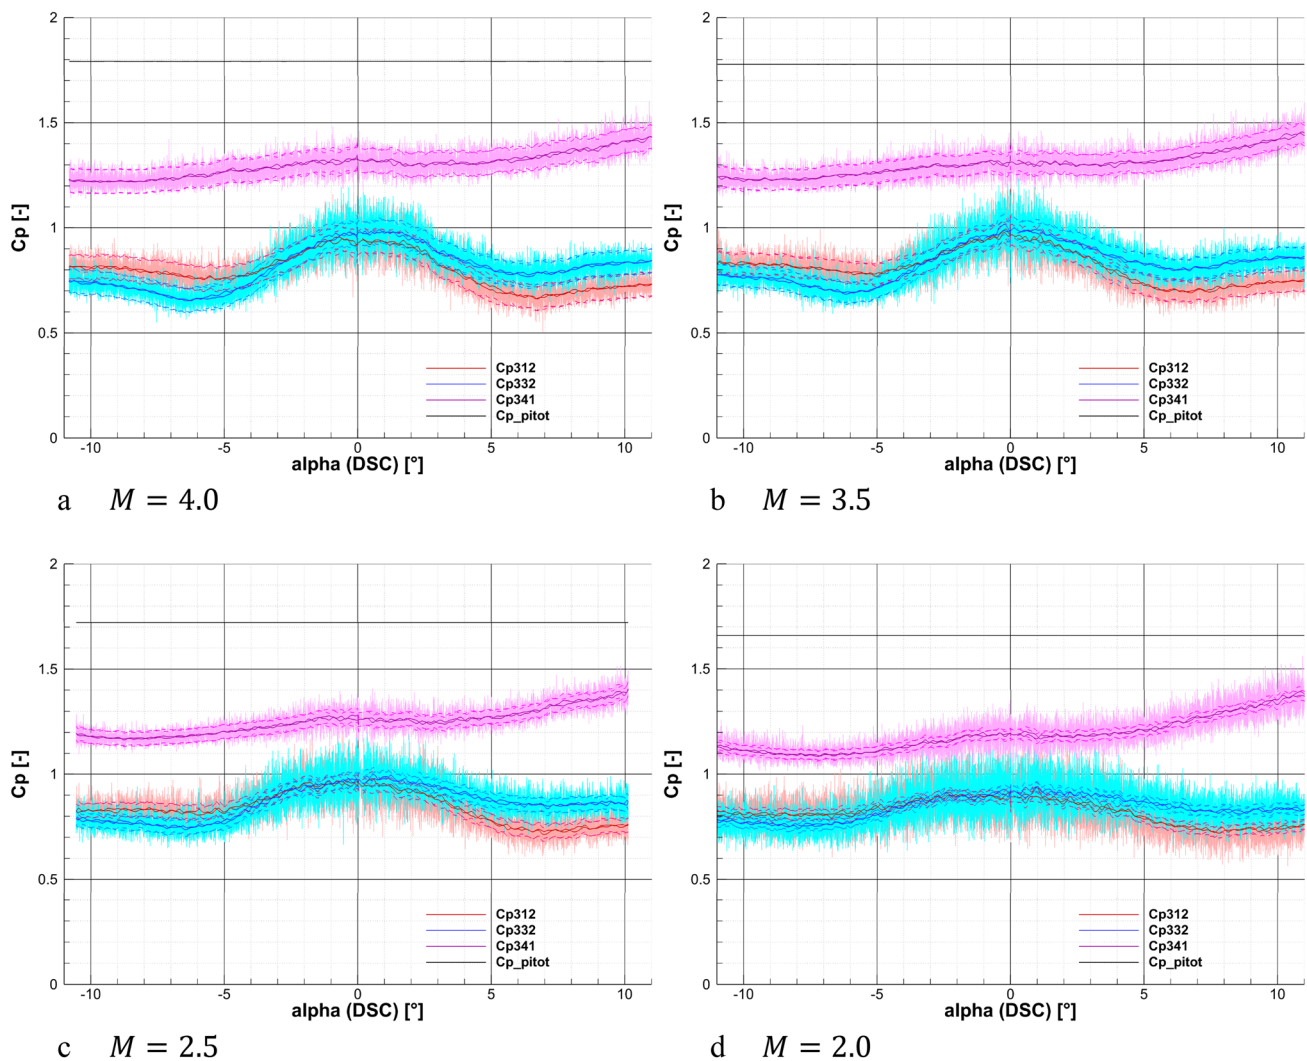 2
1.5
1
0.5
0
Cp [-]
-10 -5 0 5 10
alpha (DSC) [°]
Cp312
Cp332
Cp341
Cp_pitot
a M = 4.0
2
1.5
1
0.5
0
Cp [-]
-10 -5 0 5 10
alpha (DSC) [°]
Cp312
Cp332
Cp341
Cp_pitot
b M = 3.5
2
1.5
1
0.5
0
Cp [-]
-10 -5 0 5 10
alpha (DSC) [°]
Cp312
Cp332
Cp341
Cp_pitot
c M = 2.5
2
1.5
1
0.5
0
Cp [-]
-10 -5 0 5 10
alpha (DSC) [°]
Cp312
Cp332
Cp341
Cp_pitot
d M = 2.0